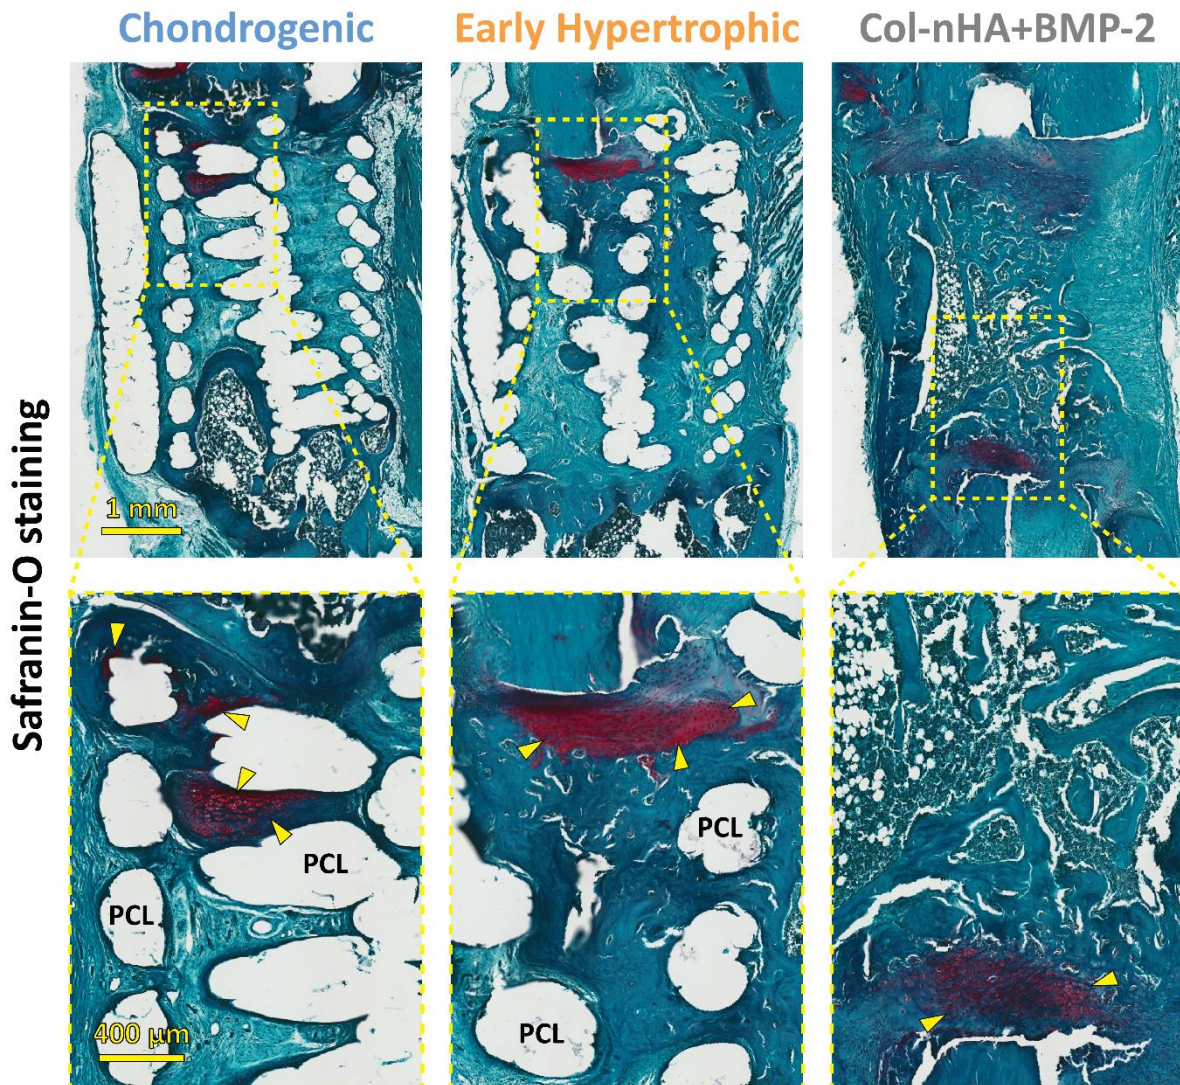 Chondrogenic
Early Hypertrophic
Col-nHA+BMP-2
Safranin-O staining
1 mm
PCL
PCL
400 μm
PCL
PCL